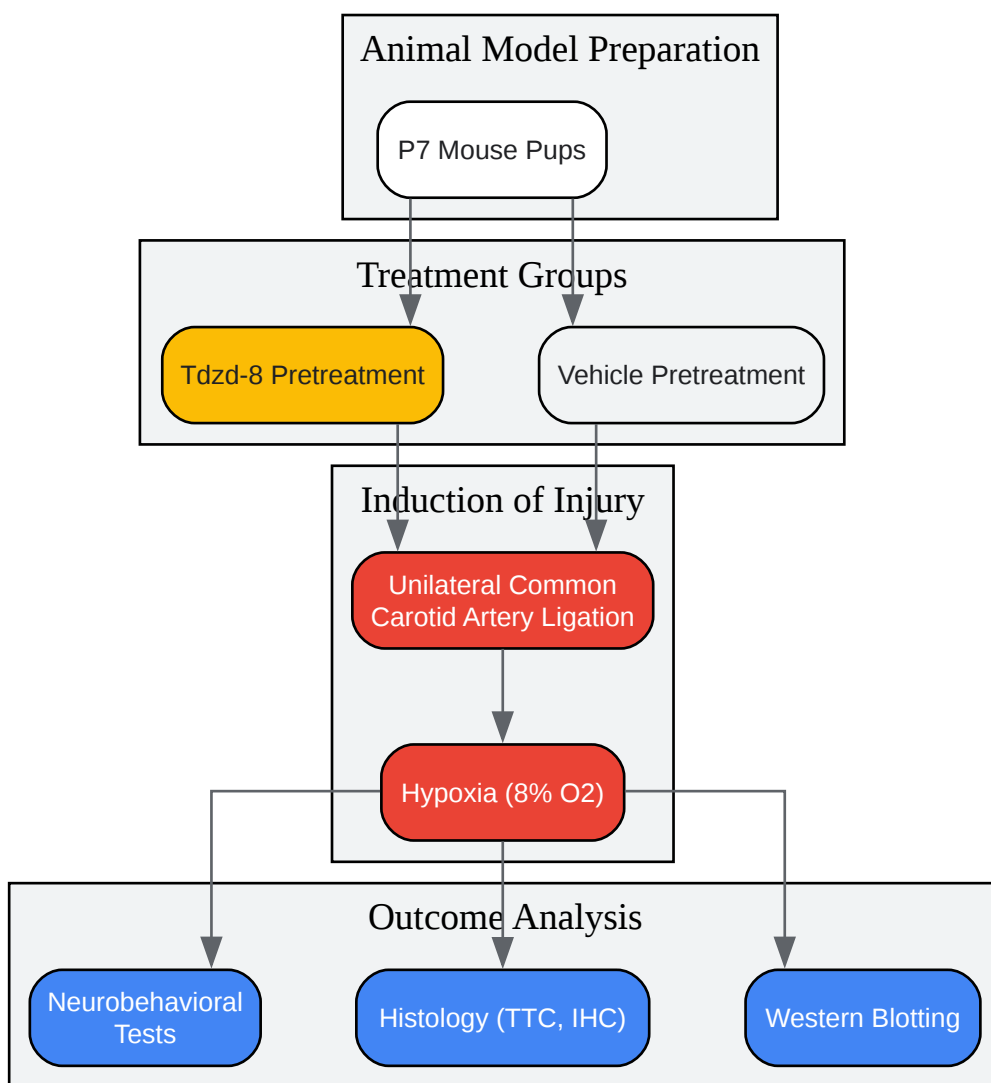 Animal Model Preparation
P7 Mouse Pups
Treatment Groups
Tdzd-8 Pretreatment
Vehicle Pretreatment
Induction of Injury
Unilateral Common
Carotid Artery Ligation
Hypoxia (8% O2)
Outcome Analysis
Neurobehavioral
Tests
Histology (TTC, IHC)
Western Blotting